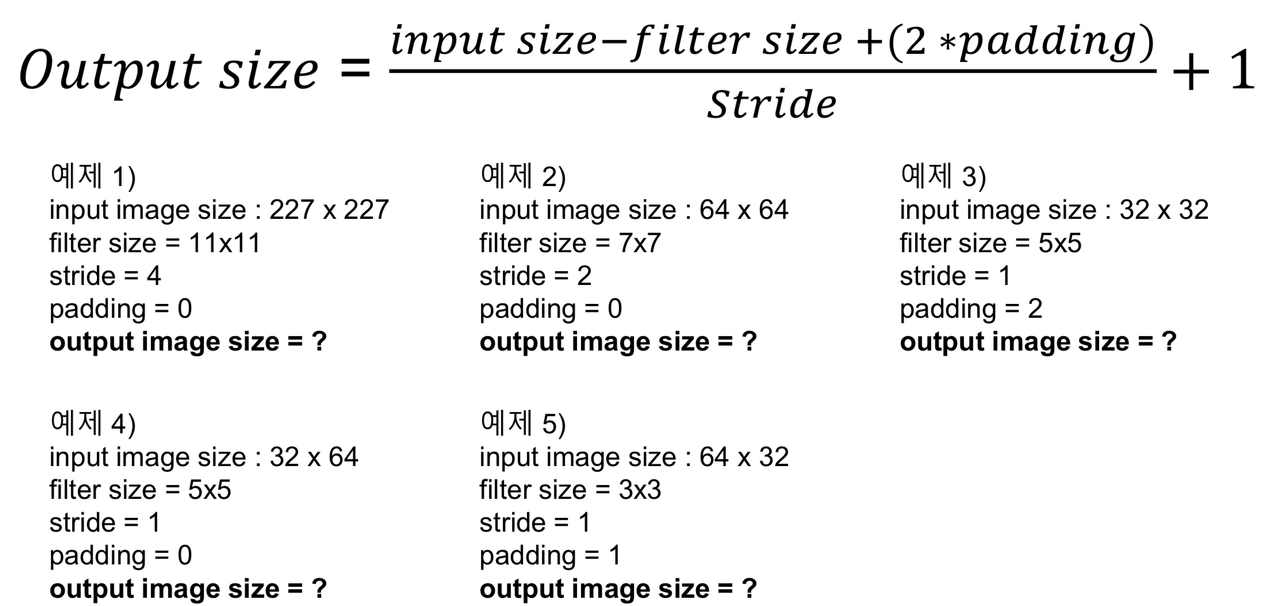 Output size = \frac{input size−filter size +(2 *padding)}{Stride} + 1
예제 1)
input image size : 227 x 227
filter size = 11x11
stride = 4
padding = 0
output image size = ?
예제 2)
input image size : 64 x 64
filter size = 7x7
stride = 2
padding = 0
output image size = ?
예제 3)
input image size : 32 x 32
filter size = 5x5
stride = 1
padding = 2
output image size = ?
예제 4)
input image size : 32 x 64
filter size = 5x5
stride = 1
padding = 0
output image size = ?
예제 5)
input image size : 64 x 32
filter size = 3x3
stride = 1
padding = 1
output image size = ?